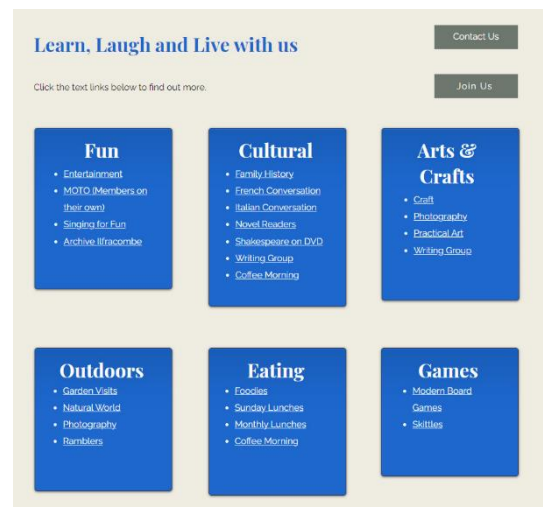 Learn, Laugh and Live with us
Contact Us
Click the text links below to find out more.
Join Us
Fun
Entertainment
MOTO (Members on
their own)
Singing for Fun
Archive Ilfracombe
Cultural
Family History
French Conversation
Italian Conversation
Novel Readers
Shakespeare on DVD
Writing Group
Coffee Morning
Arts &
Crafts
Craft
Photography
Practical Art
Writing Group
Outdoors
Garden Visits
Natural World
Photography
Ramblers
Eating
Foodies
Sunday Lunches
Monthly Lunches
Coffee Morning
Games
Modern Board
Games
Skittles